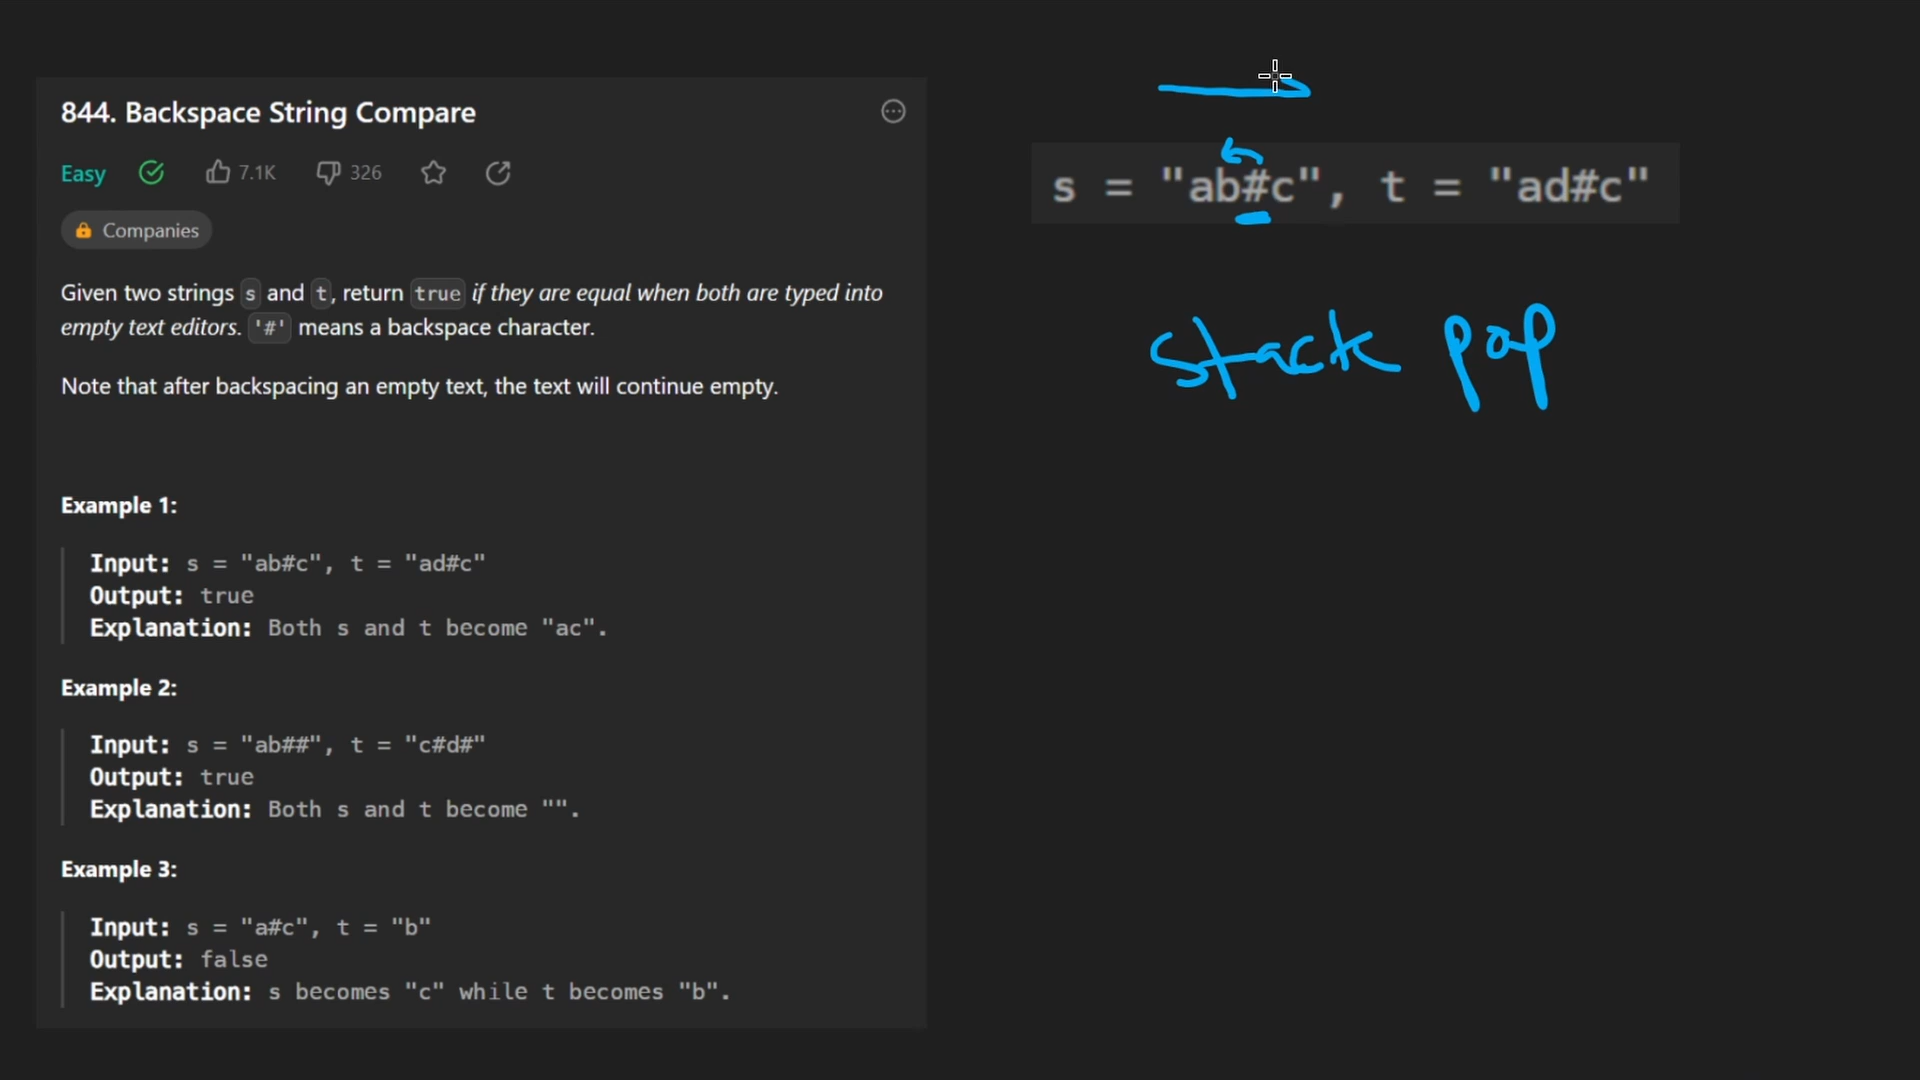 844. Backspace String Compare
Easy 7.1K 326
Companies
Given two strings s and t, return true if they are equal when both are typed into
empty text editors. '#' means a backspace character.
Note that after backspacing an empty text, the text will continue empty.
Example 1:
Input: s = "ab#c", t = "ad#c"
Output: true
Explanation: Both s and t become "ac".
Example 2:
Input: s = "ab##", t = "c#d#"
Output: true
Explanation: Both s and t become "".
Example 3:
Input: s = "a#c", t = "b"
Output: false
Explanation: s becomes "c" while t becomes "b".
s = "ab#c", t = "ad#c"
stack pop